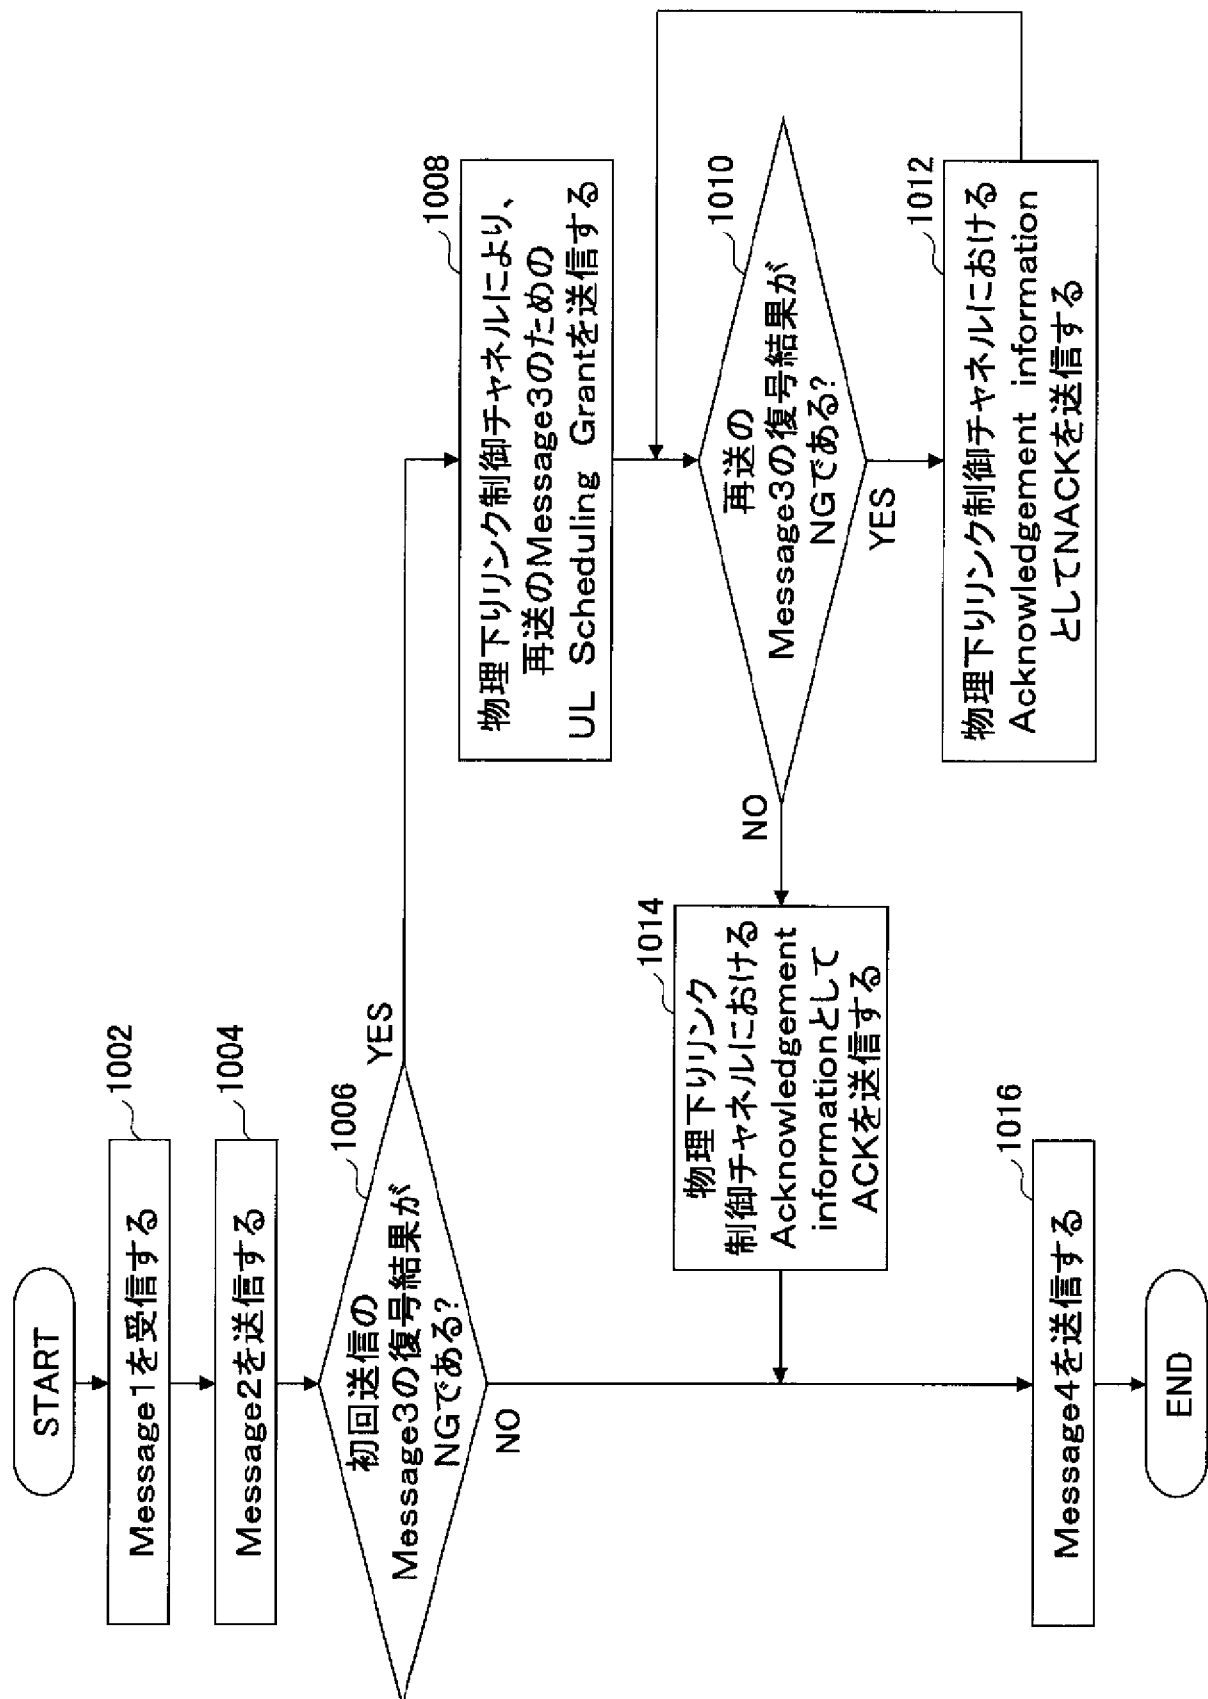 START
Message1を受信する
1002
Message2を送信する
1004
初回送信の
Message3の復号結果が
NGである?
1006
YES
NO
物理下りリンク制御チャネルにより、
再送のMessage3のための
UL Scheduling Grantを送信する
1008
再送の
Message3の復号結果が
NGである?
1010
YES
NO
物理下りリンク制御チャネルにおける
Acknowledgement information
としてNACKを送信する
1012
物理下りリンク
制御チャネルにおける
Acknowledgement
informationとして
ACKを送信する
1014
Message4を送信する
1016
END